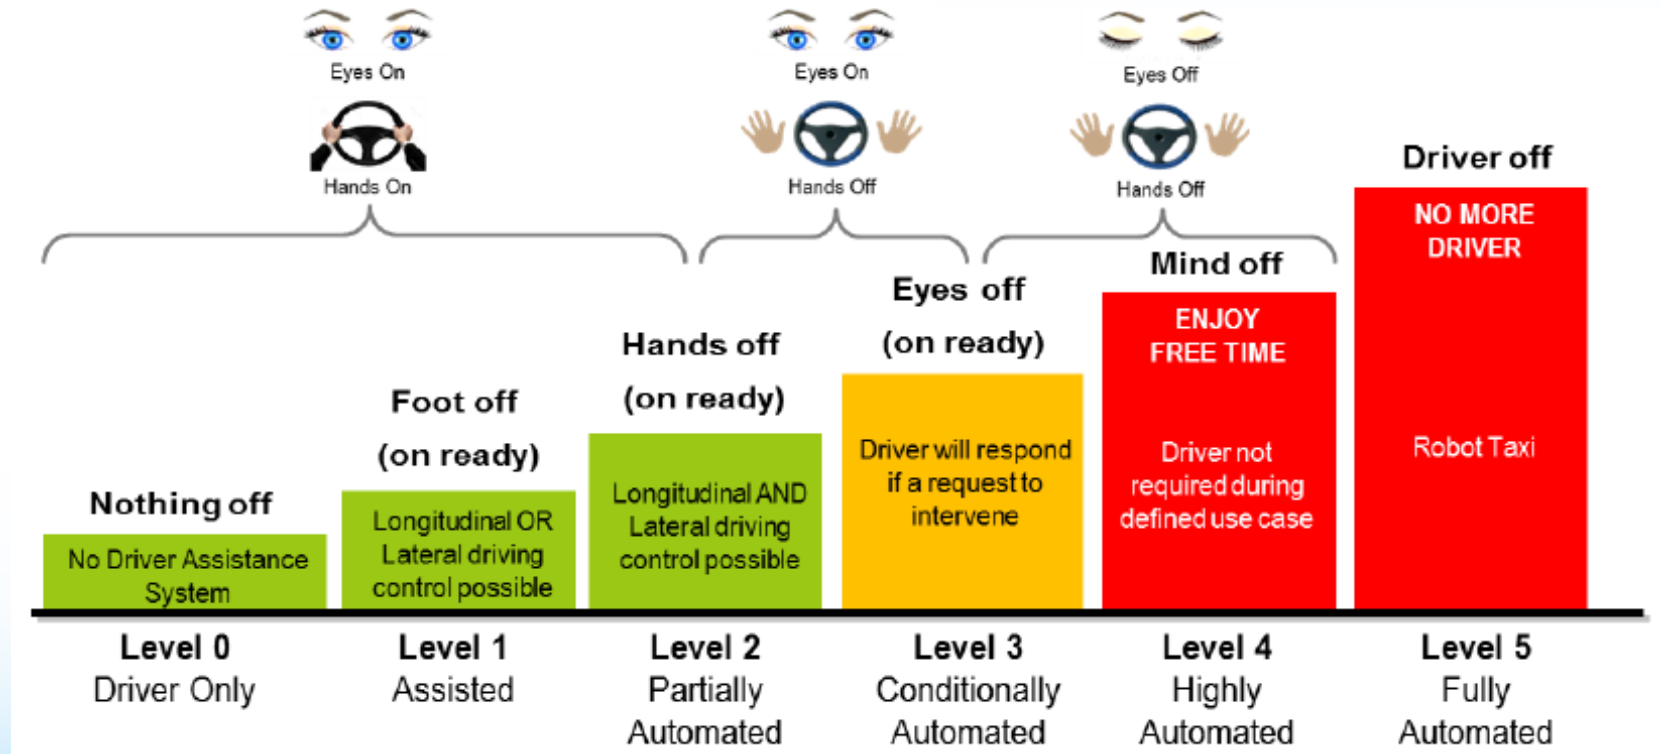 Eyes On
Hands On
Eyes On
Hands Off
Eyes Off
Hands Off
Nothing off
No Driver Assistance
System
Level 0
Driver Only
Foot off
(on ready)
Longitudinal OR
Lateral driving
control possible
Level 1
Assisted
Hands off
(on ready)
Longitudinal AND
Lateral driving
control possible
Level 2
Partially
Automated
Eyes off
(on ready)
Driver will respond
if a request to
intervene
Level 3
Conditionally
Automated
Mind off
ENJOY
FREE TIME
Driver not
required during
defined use case
Level 4
Highly
Automated
Driver off
NO MORE
DRIVER
Robot Taxi
Level 5
Fully
Automated